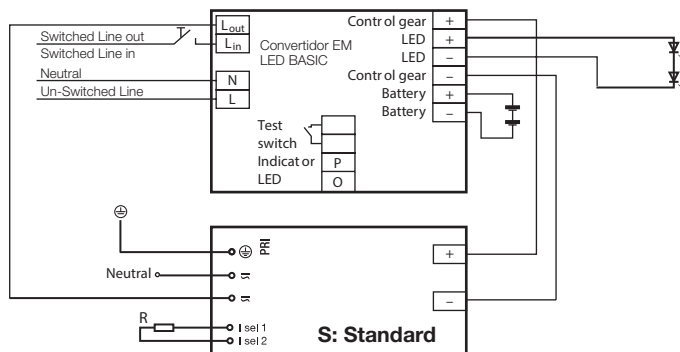 Switched Line out
Switched Line in
Neutral
Un-Switched Line
Lout
Lin
N
L
Convertidor EM
LED BASIC
Control gear +
LED +
LED –
Control gear –
Battery +
Battery –
Test
switch
Indicator
LED
P
O
PRI
Neutral
R
I sel 1
I sel 2
+
–
S: Standard